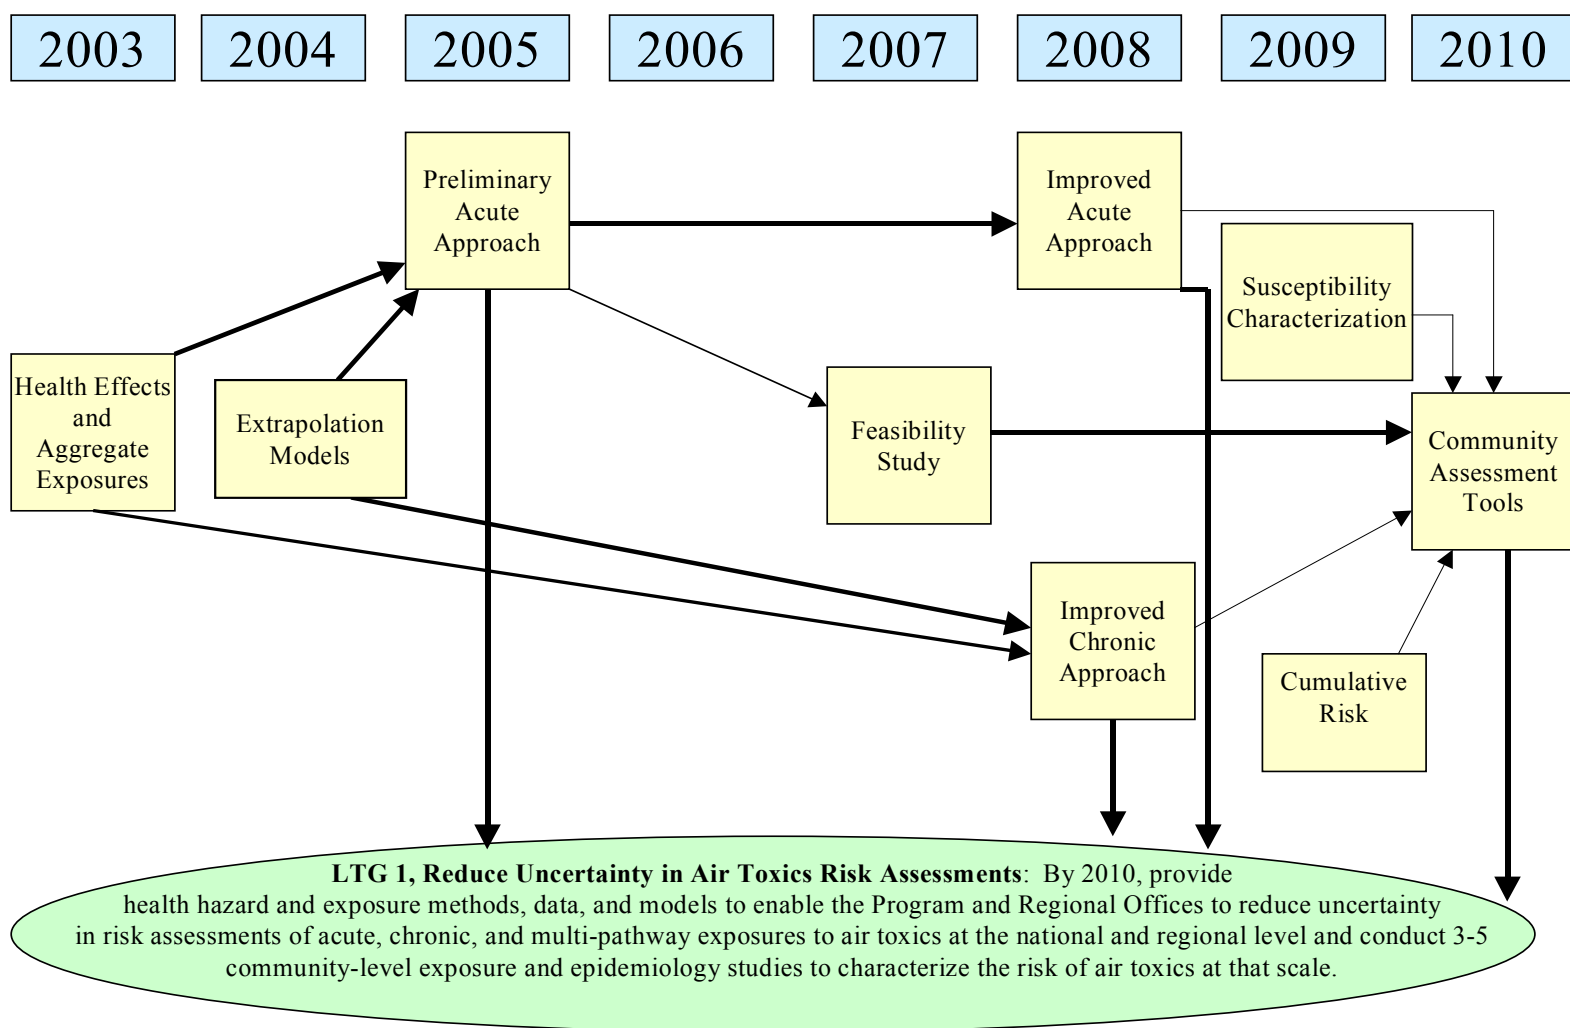 2003
2004
2005
2006
2007
2008
2009
2010
Preliminary
Acute
Approach
Improved
Acute
Approach
Susceptibility
Characterization
Health Effects
and
Aggregate
Exposures
Extrapolation
Models
Feasibility
Study
Community
Assessment
Tools
Improved
Chronic
Approach
Cumulative
Risk
LTG 1, Reduce Uncertainty in Air Toxics Risk Assessments: By 2010, provide
health hazard and exposure methods, data, and models to enable the Program and Regional Offices to reduce uncertainty
in risk assessments of acute, chronic, and multi-pathway exposures to air toxics at the national and regional level and conduct 3-5
community-level exposure and epidemiology studies to characterize the risk of air toxics at that scale.